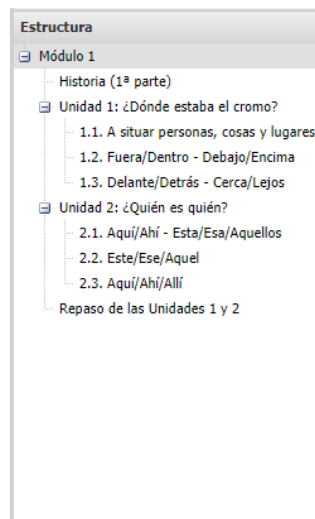 Estructura
Módulo 1
Historia (1ª parte)
Unidad 1: ¿Dónde estaba el cromo?
1.1. A situar personas, cosas y lugares
1.2. Fuera/Dentro - Debajo/Encima
1.3. Delante/Detrás - Cerca/Lejos
Unidad 2: ¿Quién es quién?
2.1. Aquí/Ahí - Esta/Esa/Aquellos
2.2. Este/Ese/Aquel
2.3. Aquí/Ahí/Allí
Repaso de las Unidades 1 y 2